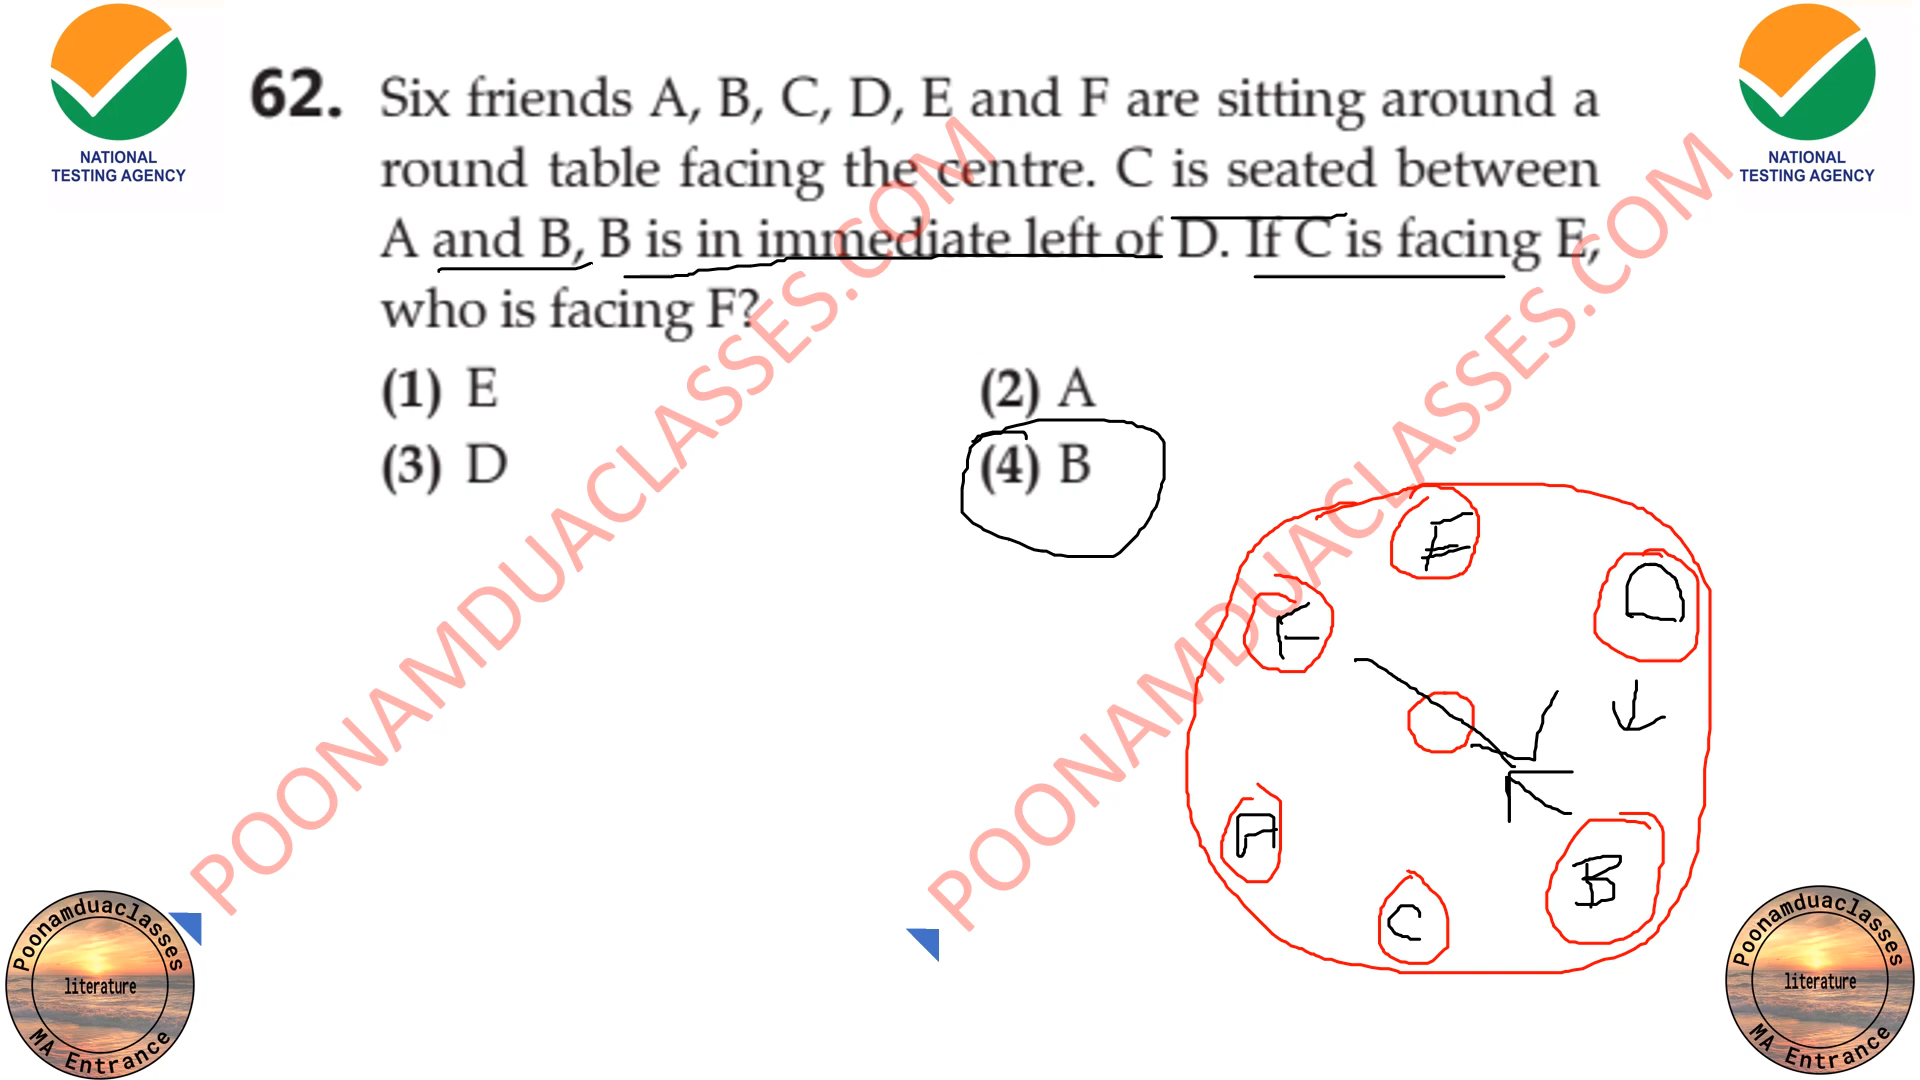 NATIONAL
TESTING AGENCY
NATIONAL
TESTING AGENCY
62. Six friends A, B, C, D, E and F are sitting around a
round table facing the centre. C is seated between
A and B, B is in immediate left of D. If C is facing E,
who is facing F?
(1) E
(2) A
(3) D
(4) B
POONAMDUACLASSES.COM
POONAMDUACLASSES.COM
E
D
F
A
B
C
Poonamduaclasses
literature
MA Entrance
Poonamduaclasses
literature
MA Entrance